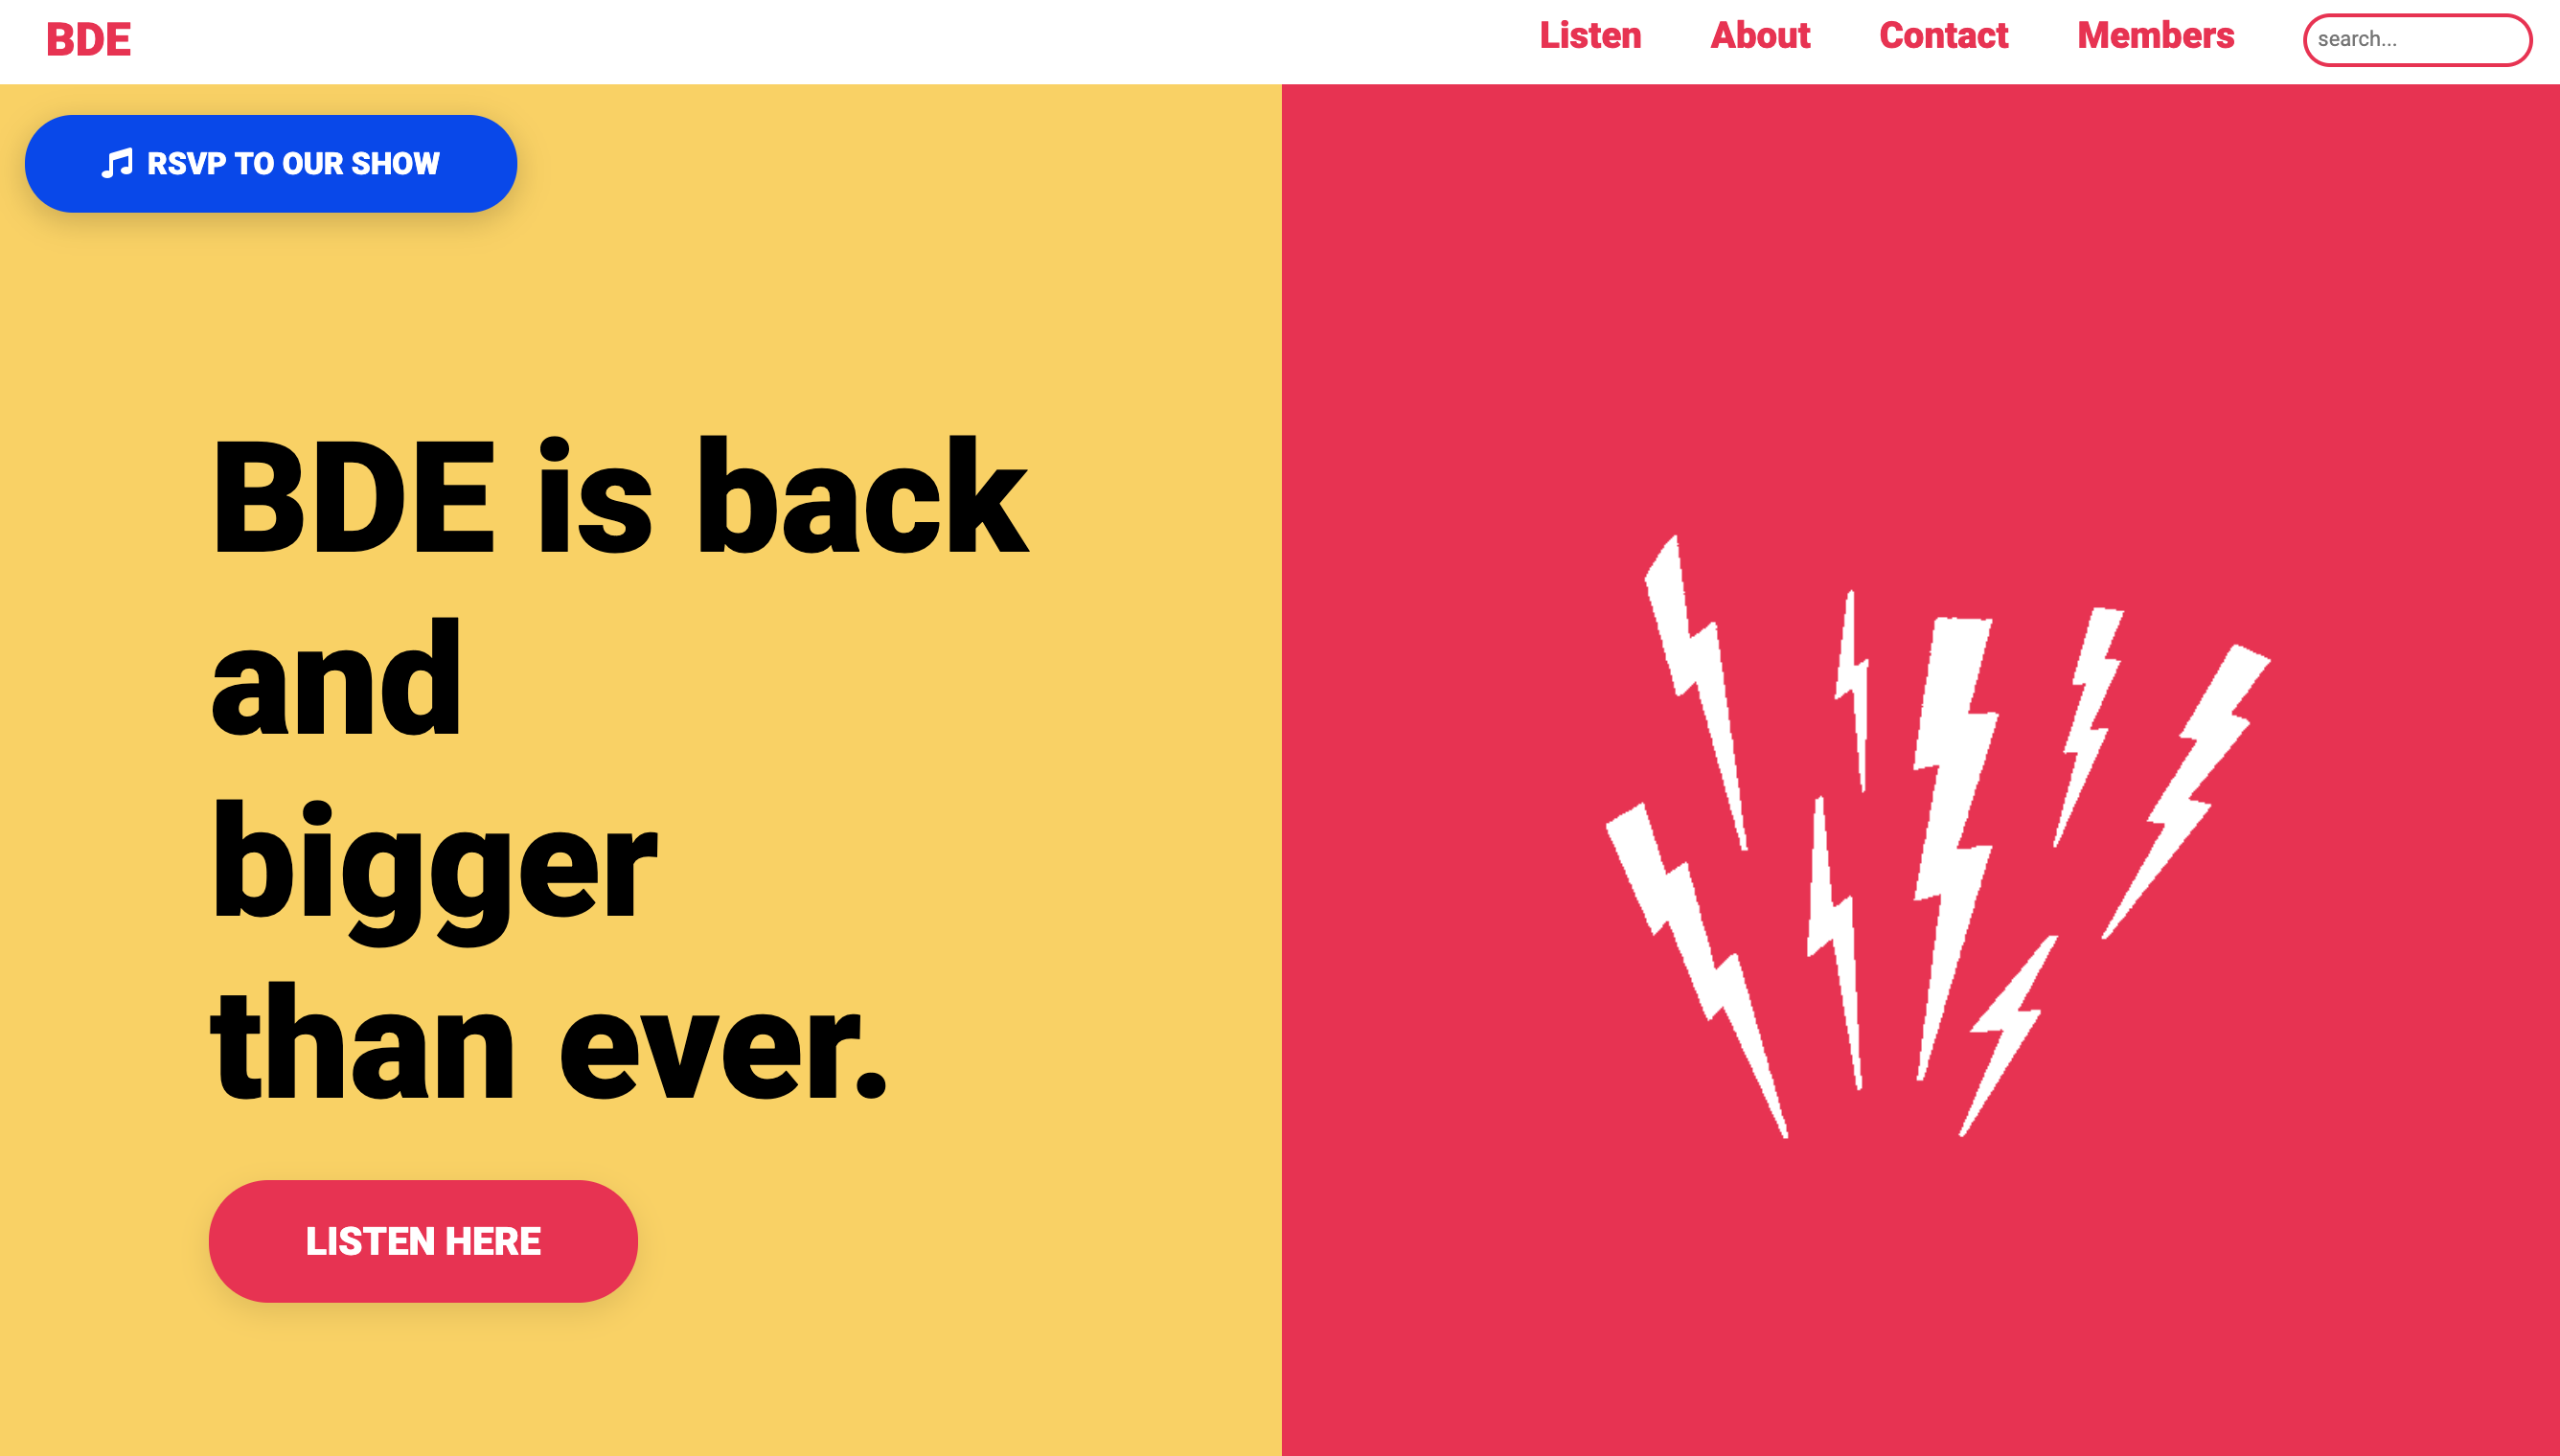 BDE
Listen
About
Contact
Members
search...
RSVP TO OUR SHOW
BDE is back
and
bigger
than ever.
LISTEN HERE